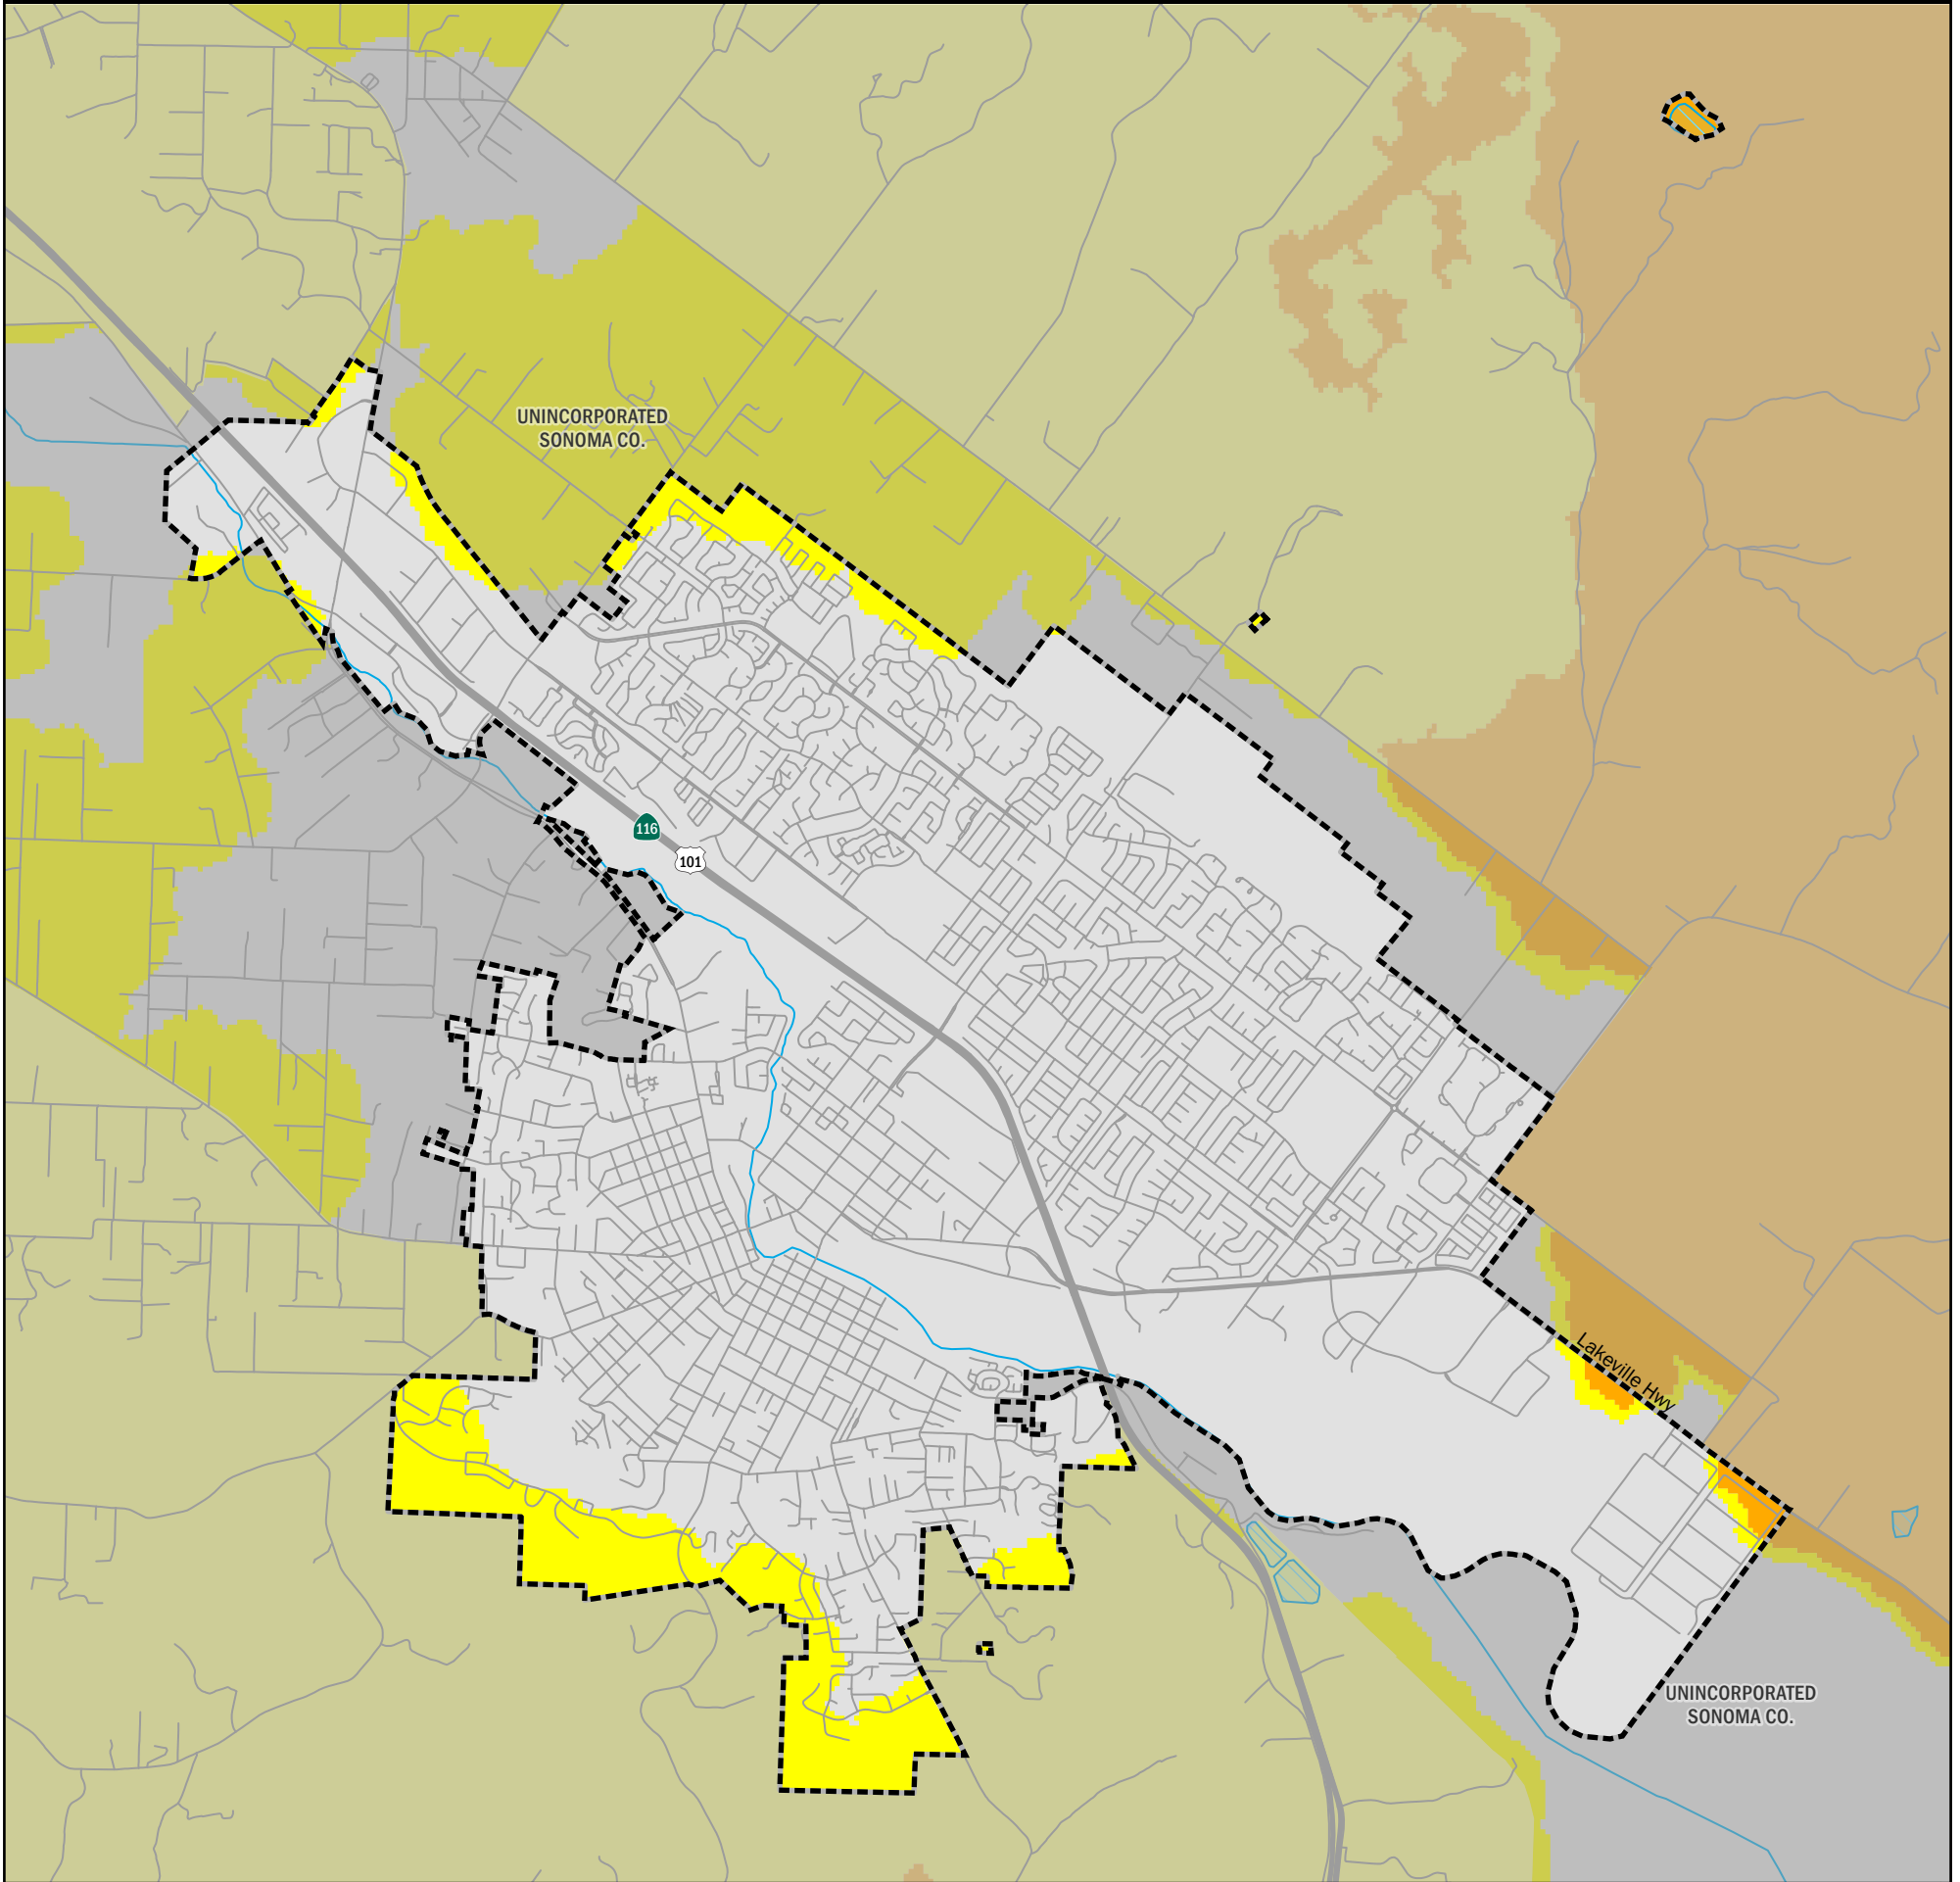 UNINCORPORATED
SONOMA CO.
116
101
Lakeville Hwy
UNINCORPORATED
SONOMA CO.